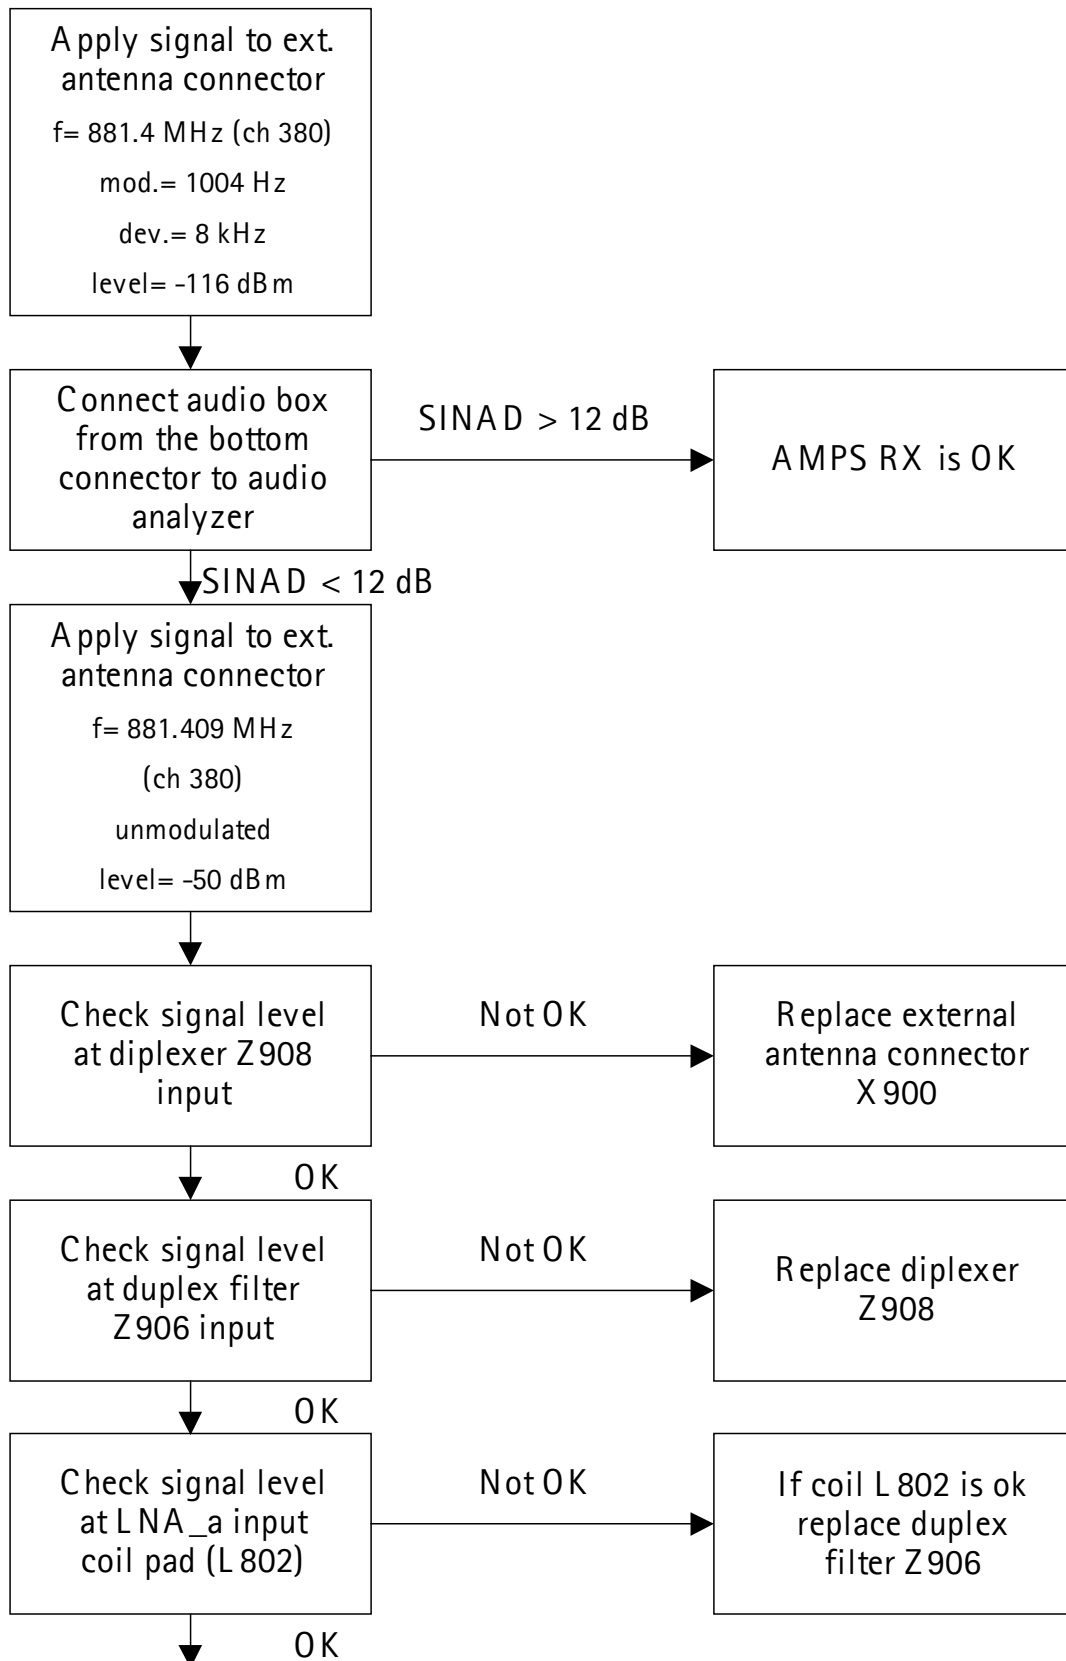 Apply signal to ext.
antenna connector
f= 881.4 MHz (ch 380)
mod.= 1004 Hz
dev.= 8 kHz
level= -116 dBm
Connect audio box
from the bottom
connector to audio
analyzer
SINAD > 12 dB
AMPS RX is OK
SINAD < 12 dB
Apply signal to ext.
antenna connector
f= 881.409 MHz
(ch 380)
unmodulated
level= -50 dBm
Check signal level
at diplexer Z908
input
Not OK
Replace external
antenna connector
X900
OK
Check signal level
at duplex filter
Z906 input
Not OK
Replace diplexer
Z908
OK
Check signal level
at LNA_a input
coil pad (L802)
Not OK
If coil L802 is ok
replace duplex
filter Z906
OK